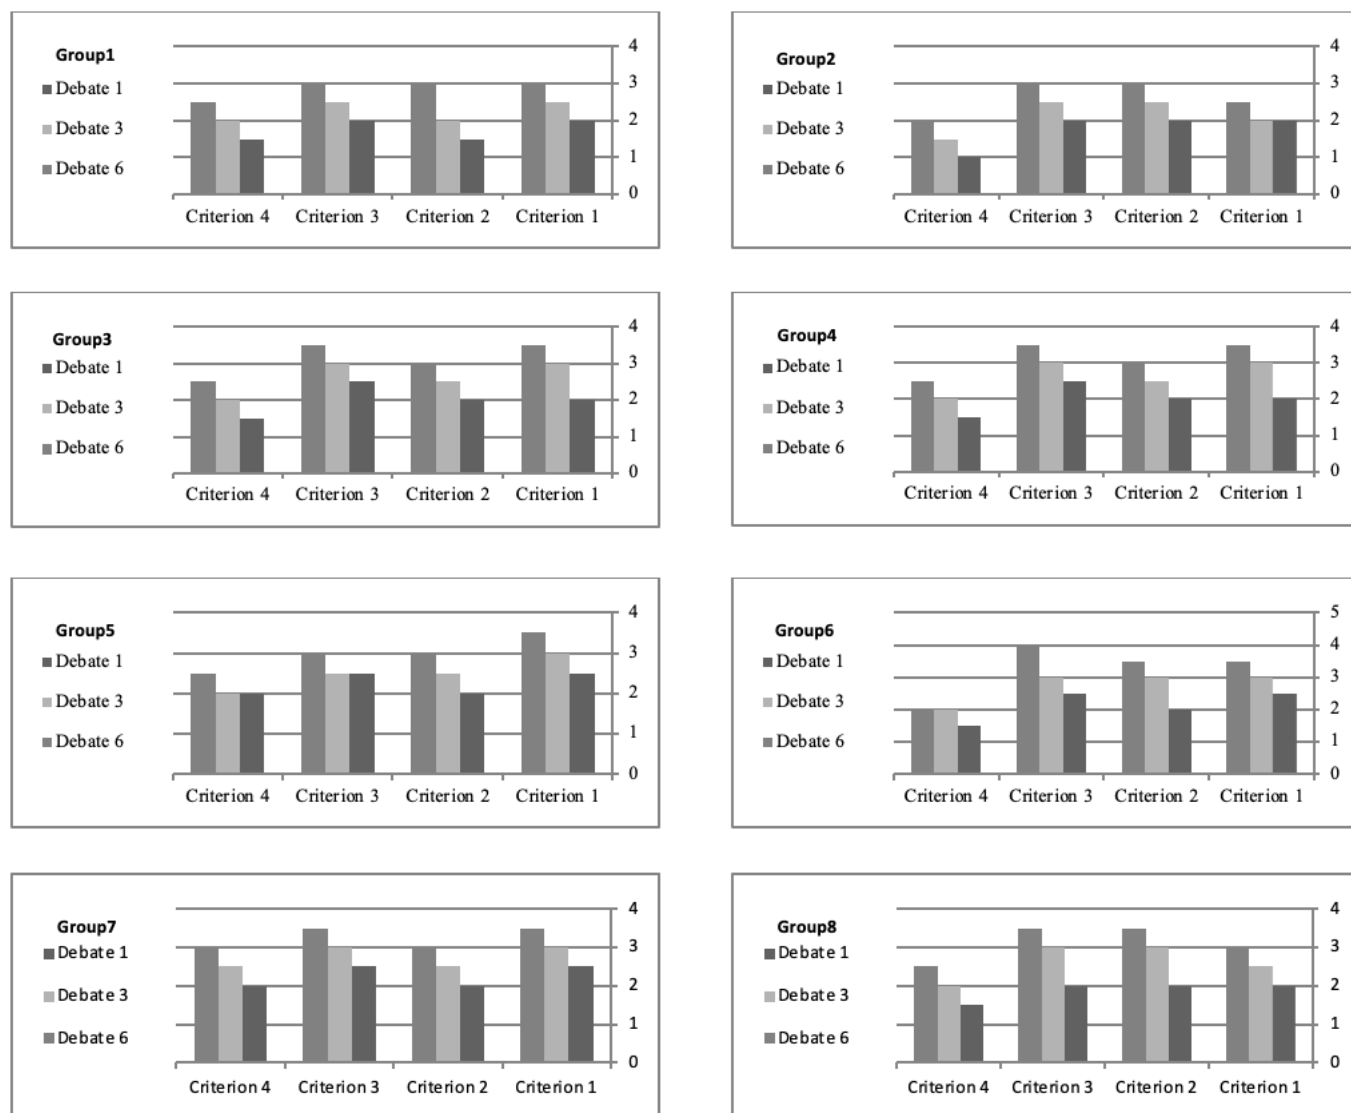 Group1
Debate 1
Debate 3
Debate 6
4
3
2
1
0
Criterion 4 Criterion 3 Criterion 2 Criterion 1
Group2
Debate 1
Debate 3
Debate 6
4
3
2
1
0
Criterion 4 Criterion 3 Criterion 2 Criterion 1
Group3
Debate 1
Debate 3
Debate 6
4
3
2
1
0
Criterion 4 Criterion 3 Criterion 2 Criterion 1
Group4
Debate 1
Debate 3
Debate 6
4
3
2
1
0
Criterion 4 Criterion 3 Criterion 2 Criterion 1
Group5
Debate 1
Debate 3
Debate 6
4
3
2
1
0
Criterion 4 Criterion 3 Criterion 2 Criterion 1
Group6
Debate 1
Debate 3
Debate 6
5
4
3
2
1
0
Criterion 4 Criterion 3 Criterion 2 Criterion 1
Group7
Debate 1
Debate 3
Debate 6
4
3
2
1
0
Criterion 4 Criterion 3 Criterion 2 Criterion 1
Group8
Debate 1
Debate 3
Debate 6
4
3
2
1
0
Criterion 4 Criterion 3 Criterion 2 Criterion 1